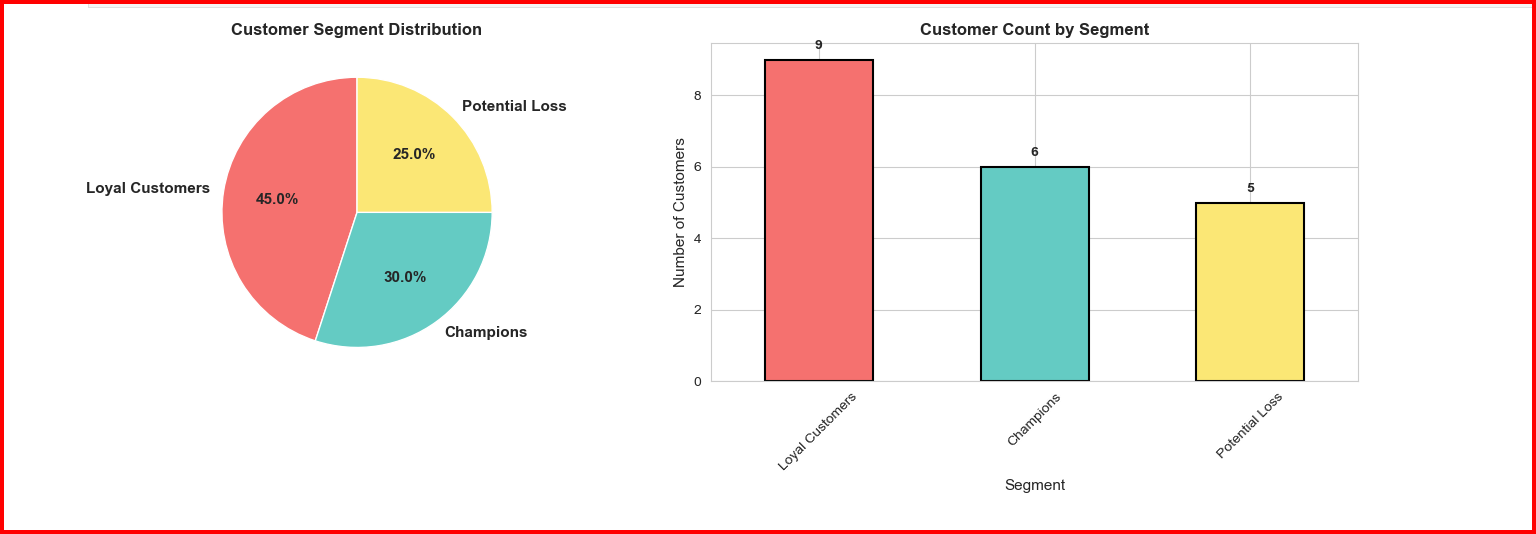 Customer Segment Distribution
Potential Loss
25.0%
Loyal Customers
45.0%
30.0%
Champions
Customer Count by Segment
9
6
5
Number of Customers
8
6
4
2
0
Loyal Customers
Champions
Potential Loss
Segment